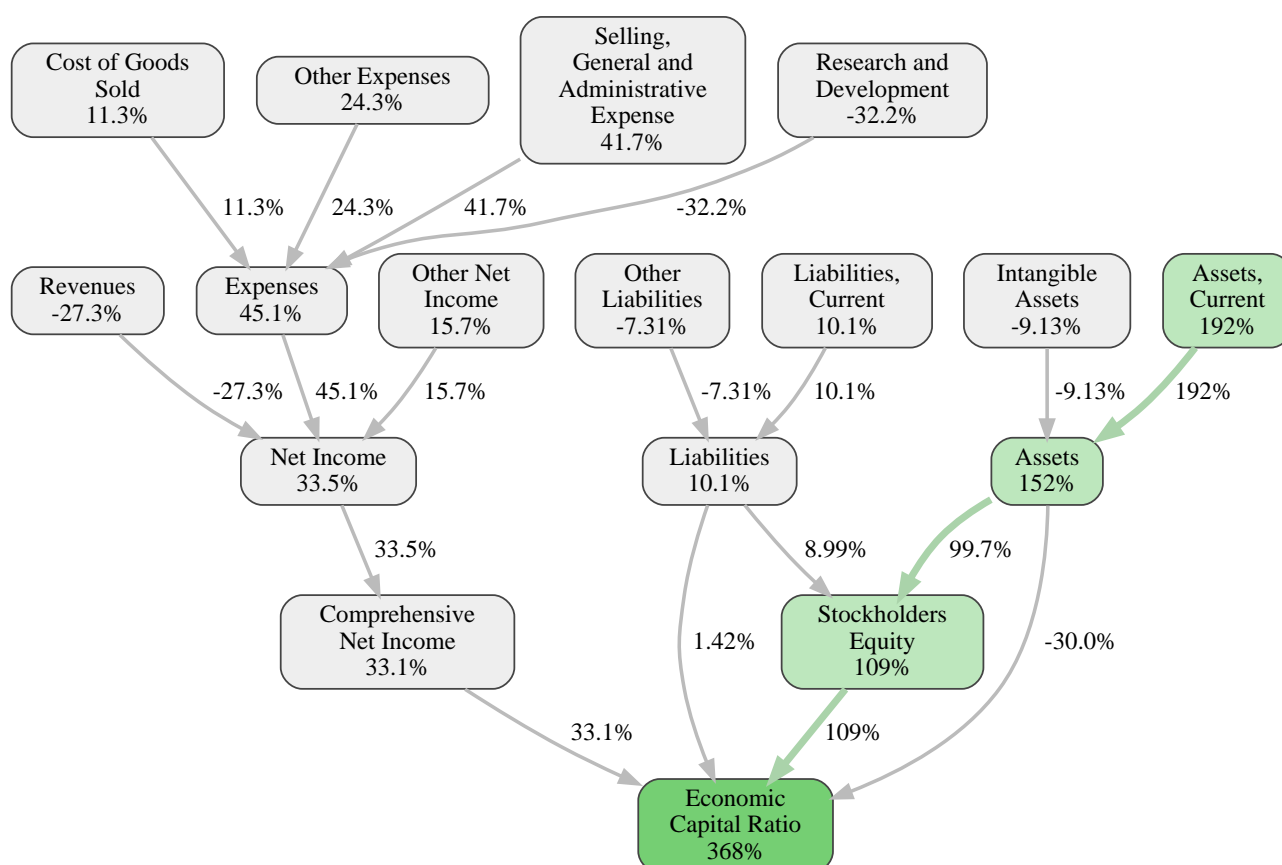 Cost of Goods
Sold
11.3%
Other Expenses
24.3%
Selling,
General and
Administrative
Expense
41.7%
Research and
Development
-32.2%
11.3%
24.3%
41.7%
-32.2%
Revenues
-27.3%
Expenses
45.1%
Other Net
Income
15.7%
Other
Liabilities
-7.31%
Liabilities,
Current
10.1%
Intangible
Assets
-9.13%
Assets,
Current
192%
-27.3%
45.1%
15.7%
-7.31%
10.1%
-9.13%
192%
Net Income
33.5%
Liabilities
10.1%
Assets
152%
33.5%
8.99%
99.7%
Comprehensive
Net Income
33.1%
1.42%
Stockholders
Equity
109%
-30.0%
33.1%
109%
Economic
Capital Ratio
368%